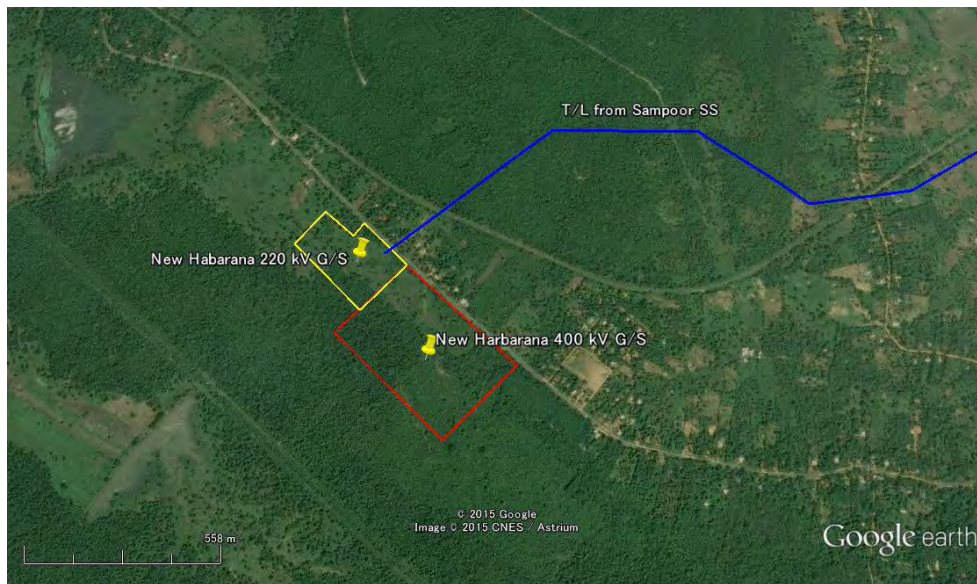 T/L from Sampoor SS
New Habarana 220 kV G/S
New Harbarana 400 kV G/S
© 2015 Google
Image © 2015 CNES / Astrium
558 m
Google earth